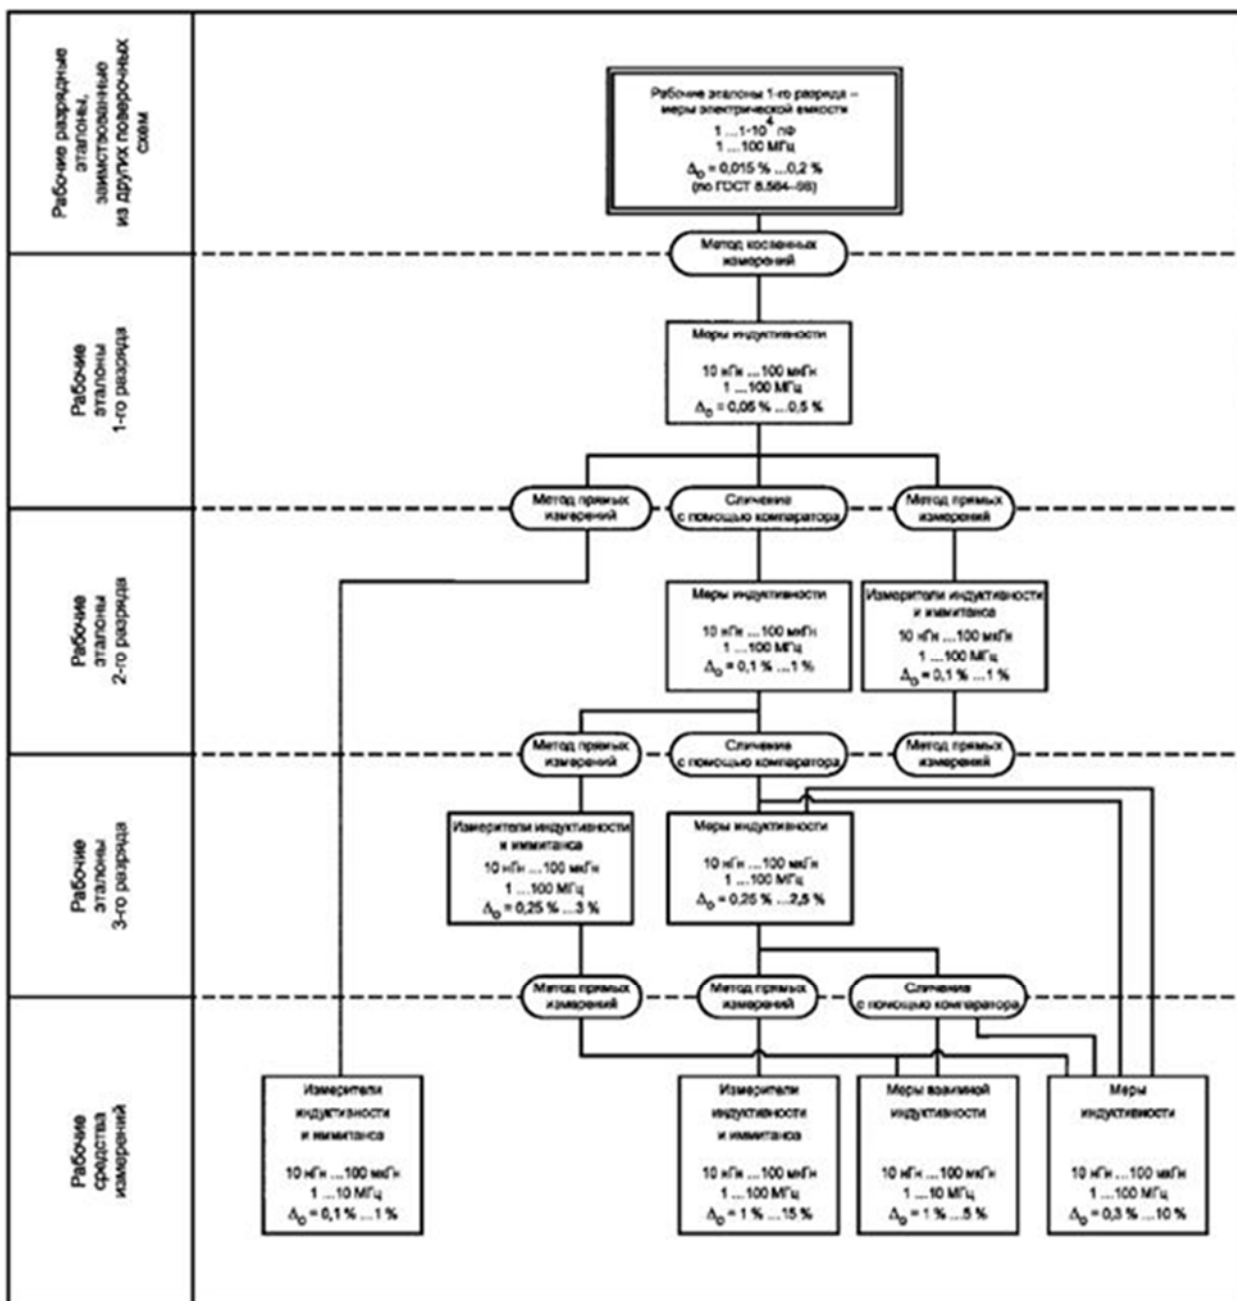 Рабочие разрядные
эталоны,
заимствованные
из других поверочных
схем
Рабочие эталоны 1-го разряда –
меры электрической емкости
1 ...1·10⁴ пФ
1 ...100 МГц
Δ₀ = 0,015 % ...0,2 %
(по ГОСТ 8.564–98)
Метод косвенных
измерений
Рабочие
эталоны
1-го разряда
Меры индуктивности
10 нГн ...100 мкГн
1 ...100 МГц
Δ₀ = 0,05 % ...0,5 %
Метод прямых
измерений
Сличение
с помощью компаратора
Метод прямых
измерений
Рабочие
эталоны
2-го разряда
Меры индуктивности
10 нГн ...100 мкГн
1 ...100 МГц
Δ₀ = 0,1 % ...1 %
Измерители индуктивности
и иммитанса
10 нГн ...100 мкГн
1 ...100 МГц
Δ₀ = 0,1 % ...1 %
Метод прямых
измерений
Сличение
с помощью компаратора
Метод прямых
измерений
Рабочие
эталоны
3-го разряда
Измерители индуктивности
и иммитанса
10 нГн ...100 мкГн
1 ...100 МГц
Δ₀ = 0,25 % ...3 %
Меры индуктивности
10 нГн ...100 мкГн
1 ...100 МГц
Δ₀ = 0,25 % ...2,5 %
Метод прямых
измерений
Метод прямых
измерений
Сличение
с помощью компаратора
Рабочие
средства
измерений
Измерители
индуктивности
и иммитанса
10 нГн ...100 мкГн
1 ...10 МГц
Δ₀ = 0,1 % ...1 %
Измерители
индуктивности
и иммитанса
10 нГн ...100 мкГн
1 ...100 МГц
Δ₀ = 1 % ...15 %
Меры взаимной
индуктивности
10 нГн ...100 мкГн
1 ...10 МГц
Δ₀ = 1 % ...5 %
Меры
индуктивности
10 нГн ...100 мкГн
1 ...100 МГц
Δ₀ = 0,3 % ...10 %